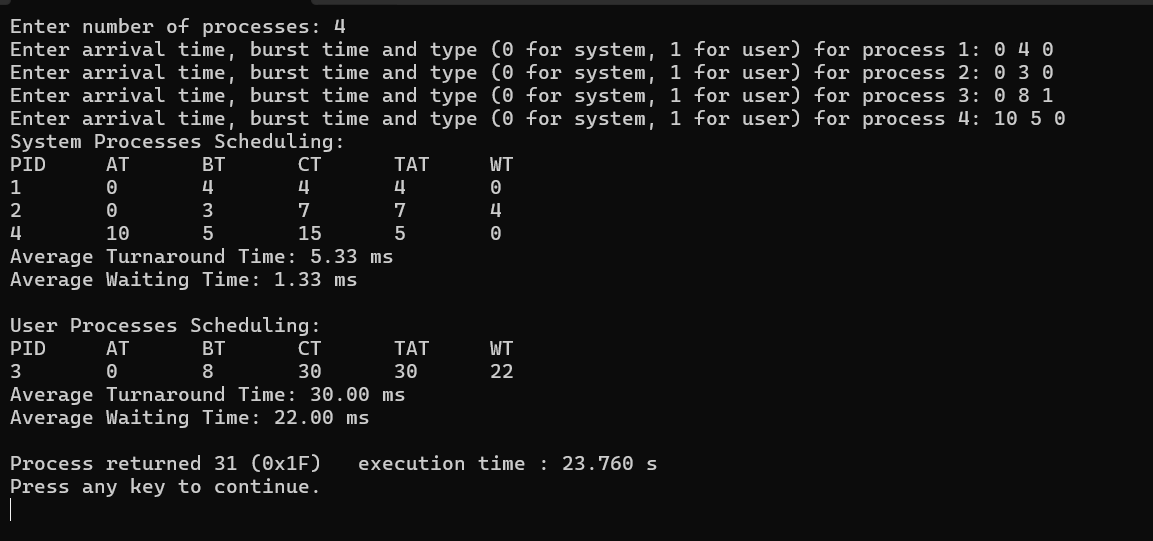 Enter number of processes: 4
Enter arrival time, burst time and type (0 for system, 1 for user) for process 1: 0 4 0
Enter arrival time, burst time and type (0 for system, 1 for user) for process 2: 0 3 0
Enter arrival time, burst time and type (0 for system, 1 for user) for process 3: 0 8 1
Enter arrival time, burst time and type (0 for system, 1 for user) for process 4: 10 5 0
System Processes Scheduling:
PID     AT      BT      CT      TAT     WT
1       0       4       4       4       0
2       0       3       7       7       4
4       10      5       15      5       0
Average Turnaround Time: 5.33 ms
Average Waiting Time: 1.33 ms

User Processes Scheduling:
PID     AT      BT      CT      TAT     WT
3       0       8       30      30      22
Average Turnaround Time: 30.00 ms
Average Waiting Time: 22.00 ms

Process returned 31 (0x1F)   execution time : 23.760 s
Press any key to continue.